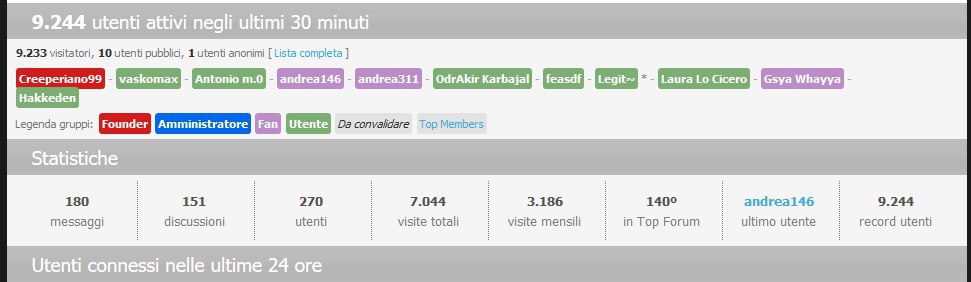 9.244 utenti attivi negli ultimi 30 minuti
9.233 visitatori, 10 utenti pubblici, 1 utenti anonimi [ Lista completa ]
Creeperiano99 - vaskomax - Antonio m.0 - andrea146 - andrea311 - OdrAkir Karbajal - feasdf - Legit~ * - Laura Lo Cicero - Gsya Whayya -
Hakkeden
Legenda gruppi: Founder Amministratore Fan Utente Da convalidare Top Members
Statistiche
180 151 270 7.044 3.186 140º andrea146 9.244
messaggi discussioni utenti visite totali visite mensili in Top Forum ultimo utente record utenti
Utenti connessi nelle ultime 24 ore